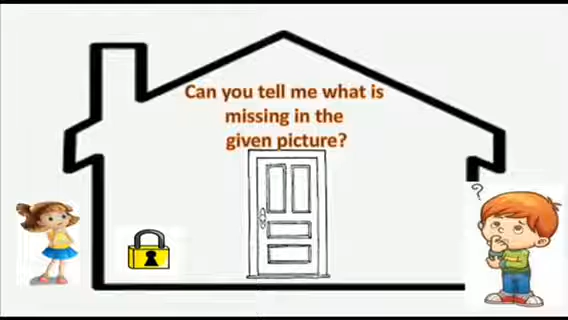 Can you tell me what is
missing in the
given picture?
?